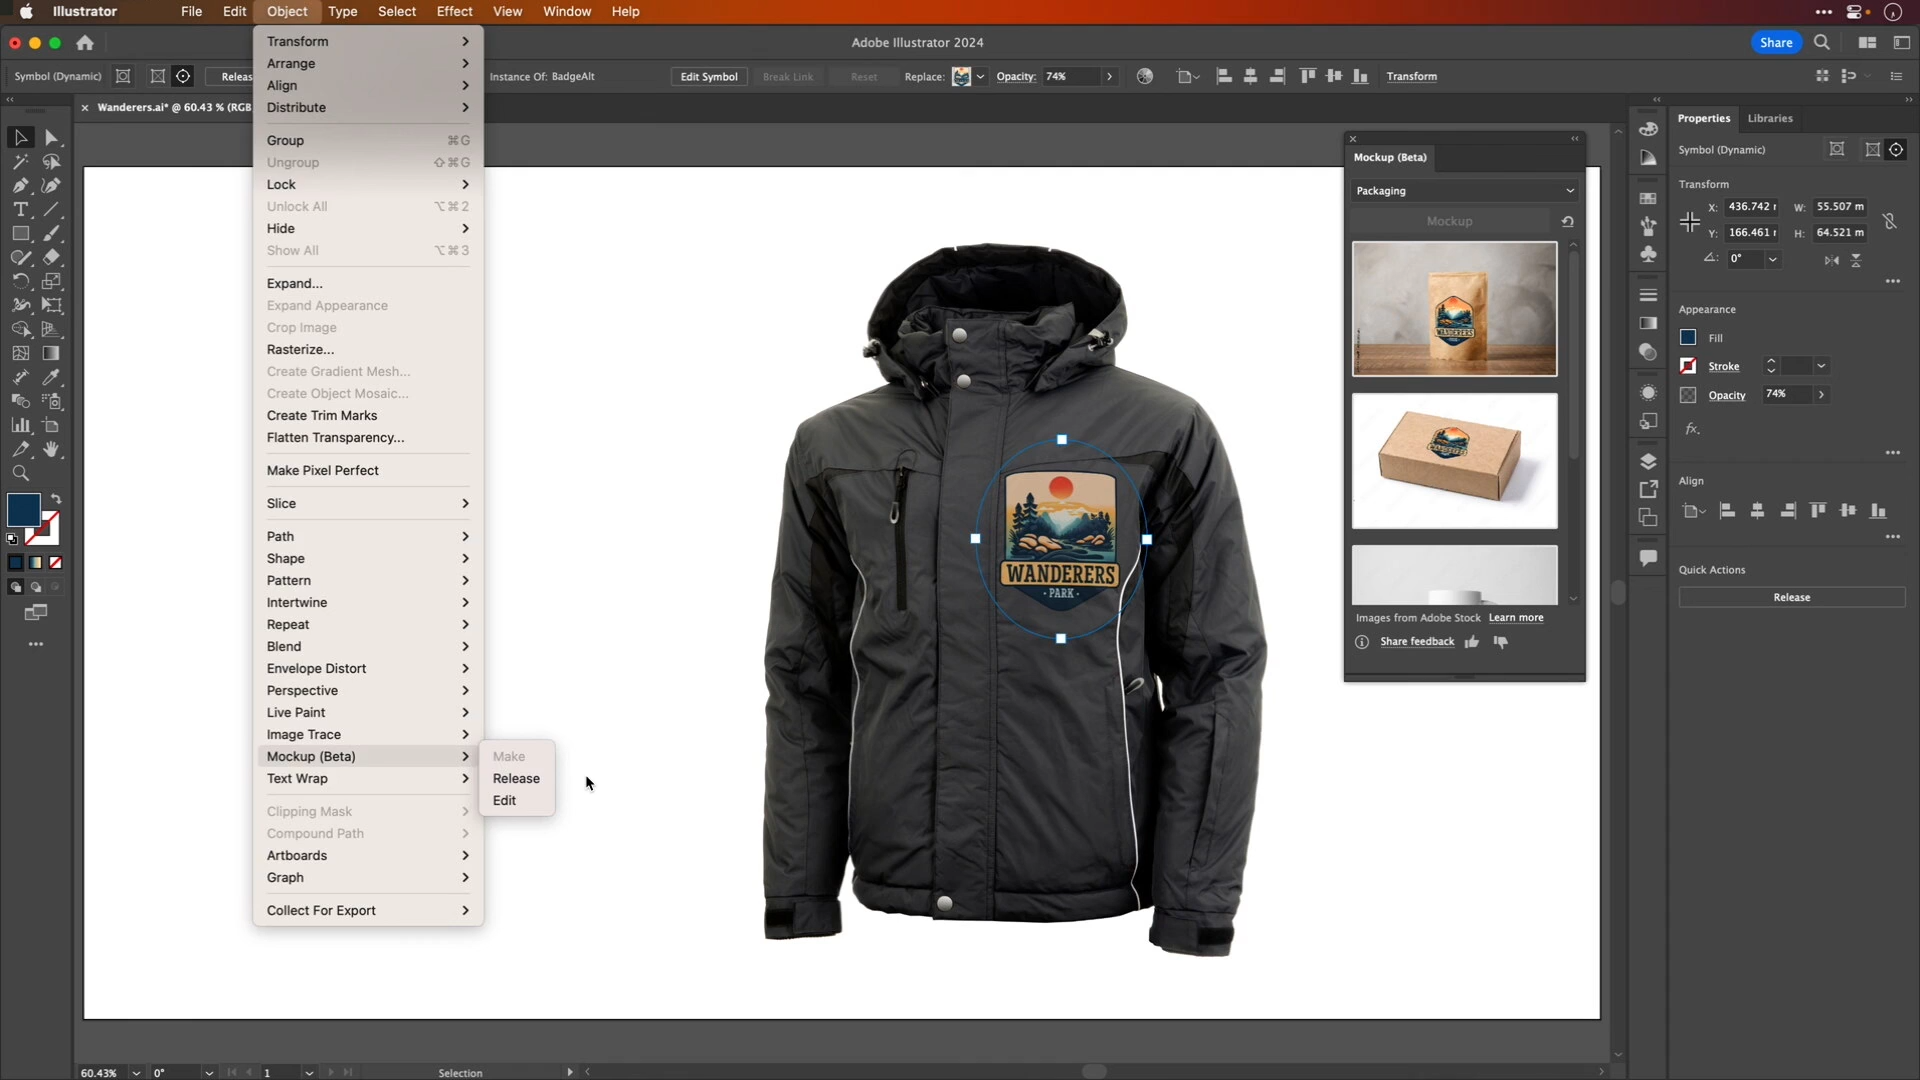 Illustrator File Edit Object Type Select Effect View Window Help
Adobe Illustrator 2024
Share
Symbol (Dynamic) Releas Instance Of: BadgeAlt Edit Symbol Break Link Reset Replace: Opacity: 74% Transform
Wanderers.ai* @ 60.43 % (RGB
Transform
Arrange
Align
Distribute
Group ⌘G
Ungroup ⇧⌘G
Lock
Unlock All ⌥⌘2
Hide
Show All ⌥⌘3
Expand...
Expand Appearance
Crop Image
Rasterize...
Create Gradient Mesh...
Create Object Mosaic...
Create Trim Marks
Flatten Transparency...
Make Pixel Perfect
Slice
Path
Shape
Pattern
Intertwine
Repeat
Blend
Envelope Distort
Perspective
Live Paint
Image Trace
Mockup (Beta)
Text Wrap
Clipping Mask
Compound Path
Artboards
Graph
Collect For Export
Make
Release
Edit
WANDERERS
· PARK ·
Mockup (Beta)
Packaging
Mockup
WANDERERS
Images from Adobe Stock Learn more
Share feedback
Properties Libraries
Symbol (Dynamic)
Transform
X: 436.742 W: 55.507 m
Y: 166.461 H: 64.521 m
0°
Appearance
Fill
Stroke
Opacity 74%
fx.
Align
Quick Actions
Release
60.43% 0° 1 Selection